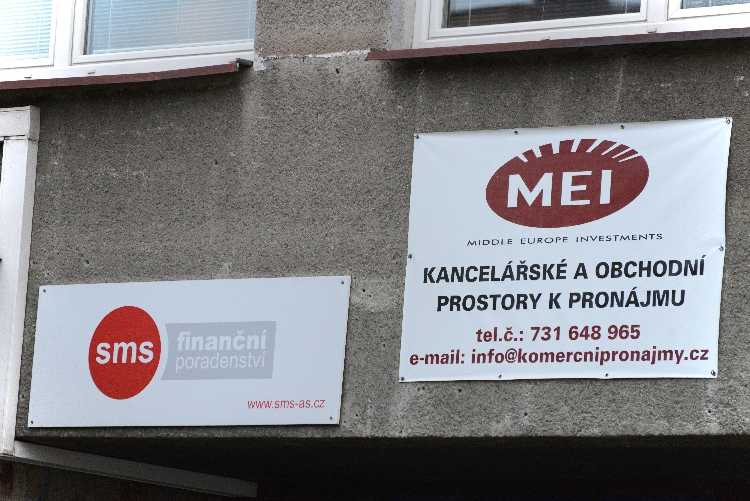 sms
finanční
poradenství
www.sms-as.cz
MEI
MIDDLE EUROPE INVESTMENTS
KANCELÁŘSKÉ A OBCHODNÍ
PROSTORY K PRONÁJMU
tel.č.: 731 648 965
e-mail: info@komercnipronajmy.cz